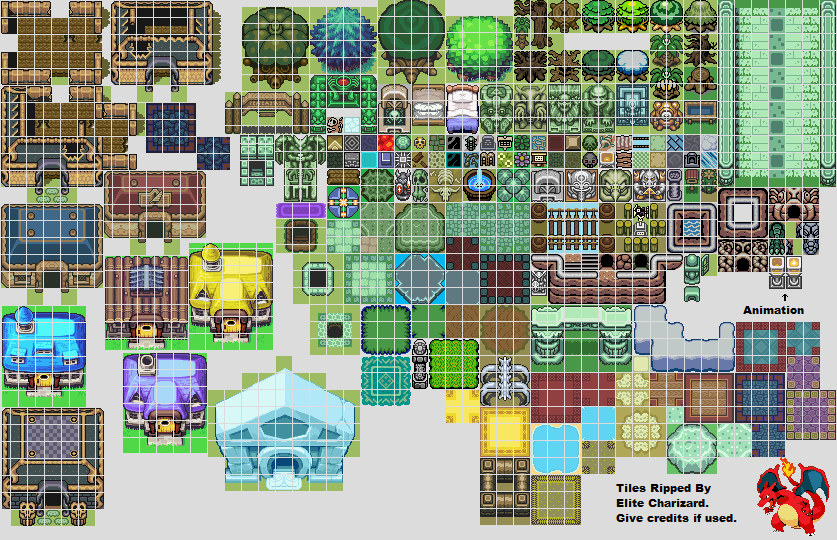 Animation
Tiles Ripped By
Elite Charizard.
Give credits if used.